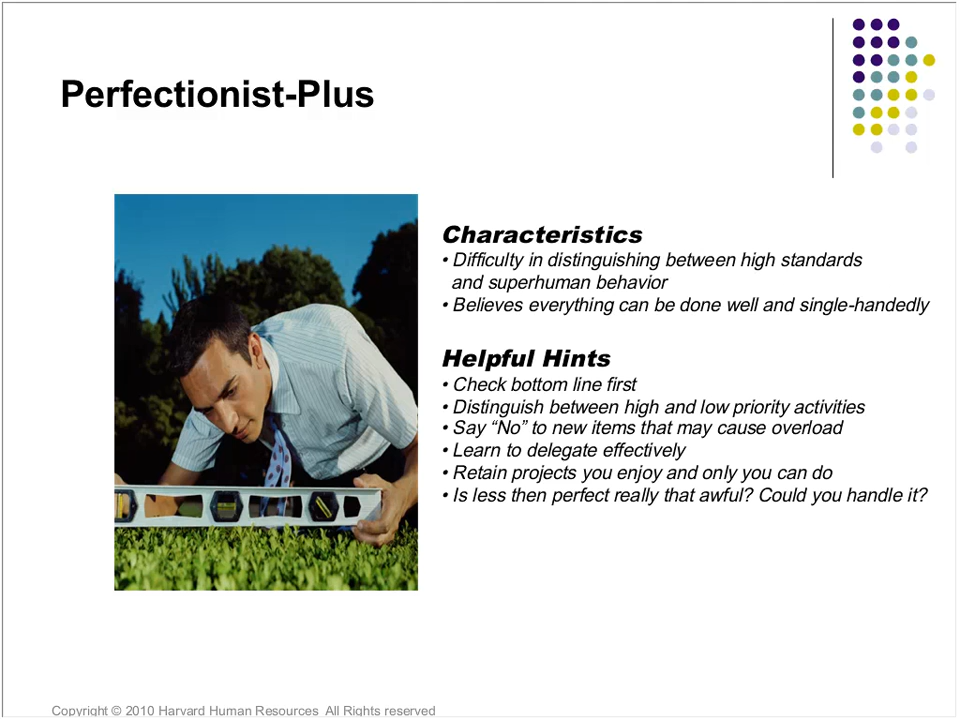 Perfectionist-Plus
Characteristics
• Difficulty in distinguishing between high standards
and superhuman behavior
• Believes everything can be done well and single-handedly
Helpful Hints
• Check bottom line first
• Distinguish between high and low priority activities
• Say “No” to new items that may cause overload
• Learn to delegate effectively
• Retain projects you enjoy and only you can do
• Is less then perfect really that awful? Could you handle it?
Copyright © 2010 Harvard Human Resources All Rights reserved